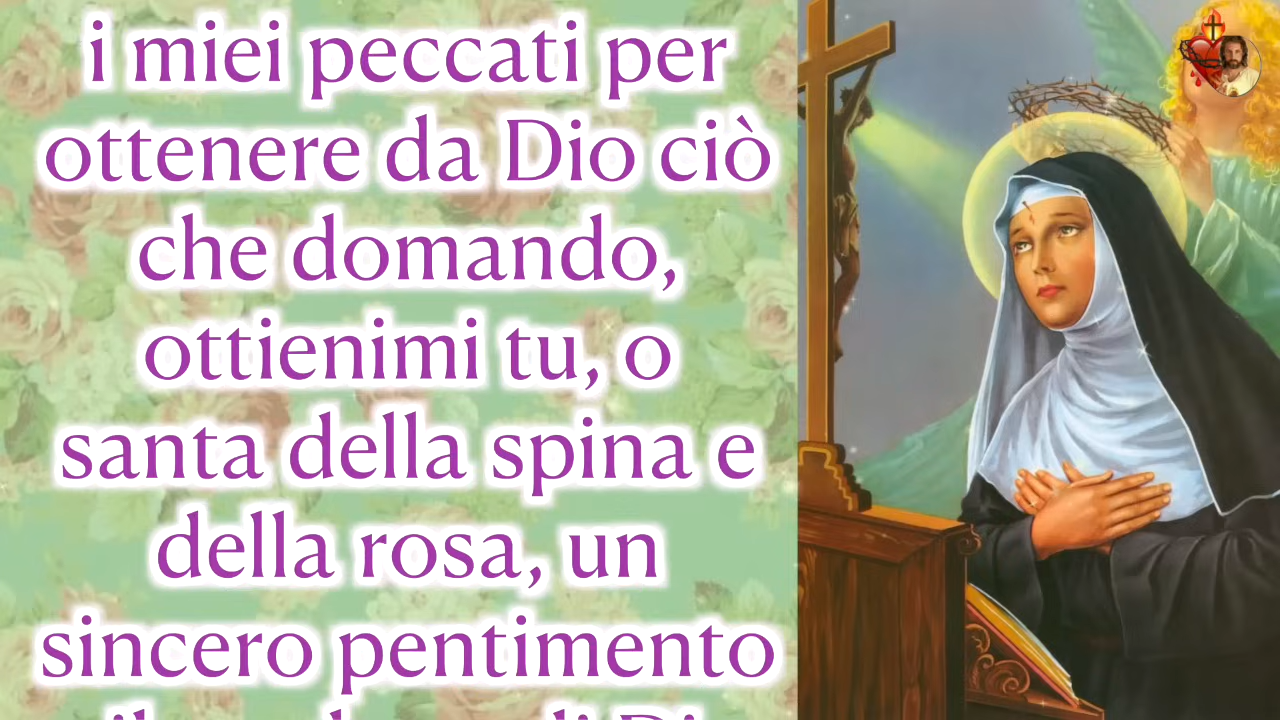 i miei peccati per
ottenere da Dio ciò
che domando,
ottienimi tu, o
santa della spina e
della rosa, un
sincero pentimento